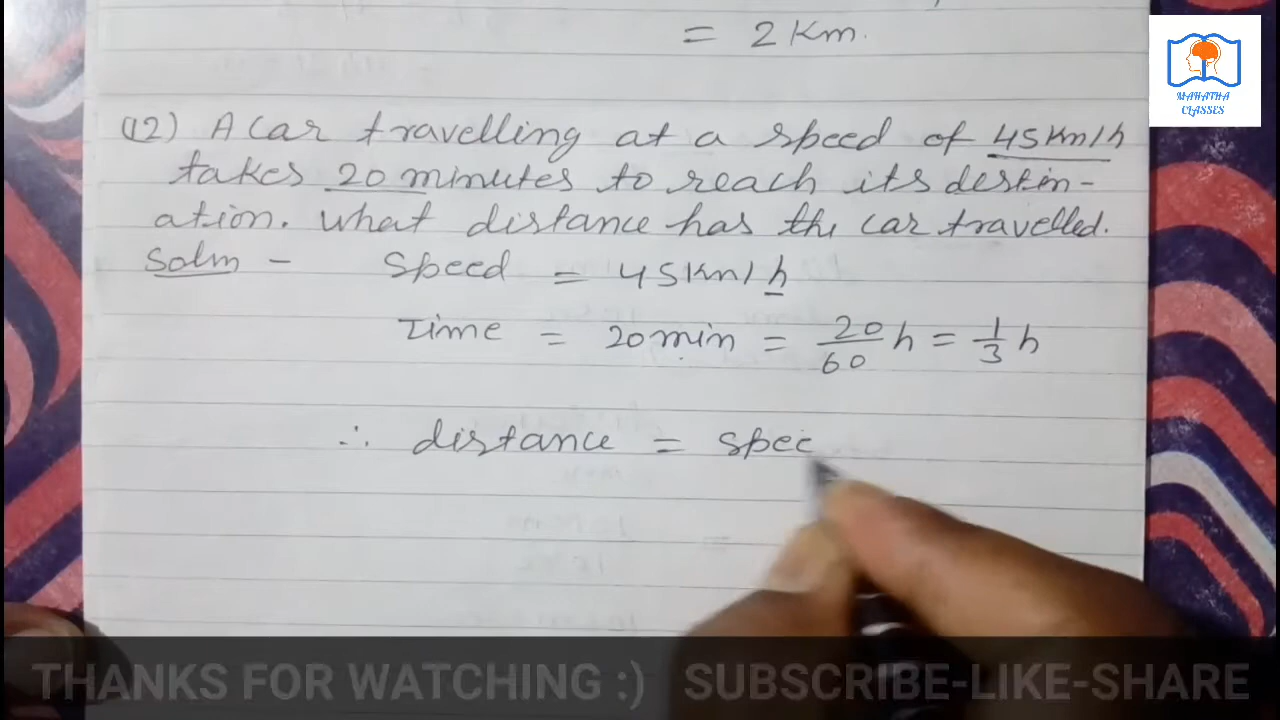 = 2 Km.
MAHATHA
CLASSES
(12) A car travelling at a speed of 45 Km/h
takes 20 minutes to reach its destin-
ation. What distance has the car travelled.
Soln - Speed = 45 Km/h
Time = 20 min = 20/60 h = 1/3 h
∴ distance = spee
THANKS FOR WATCHING :) SUBSCRIBE-LIKE-SHARE